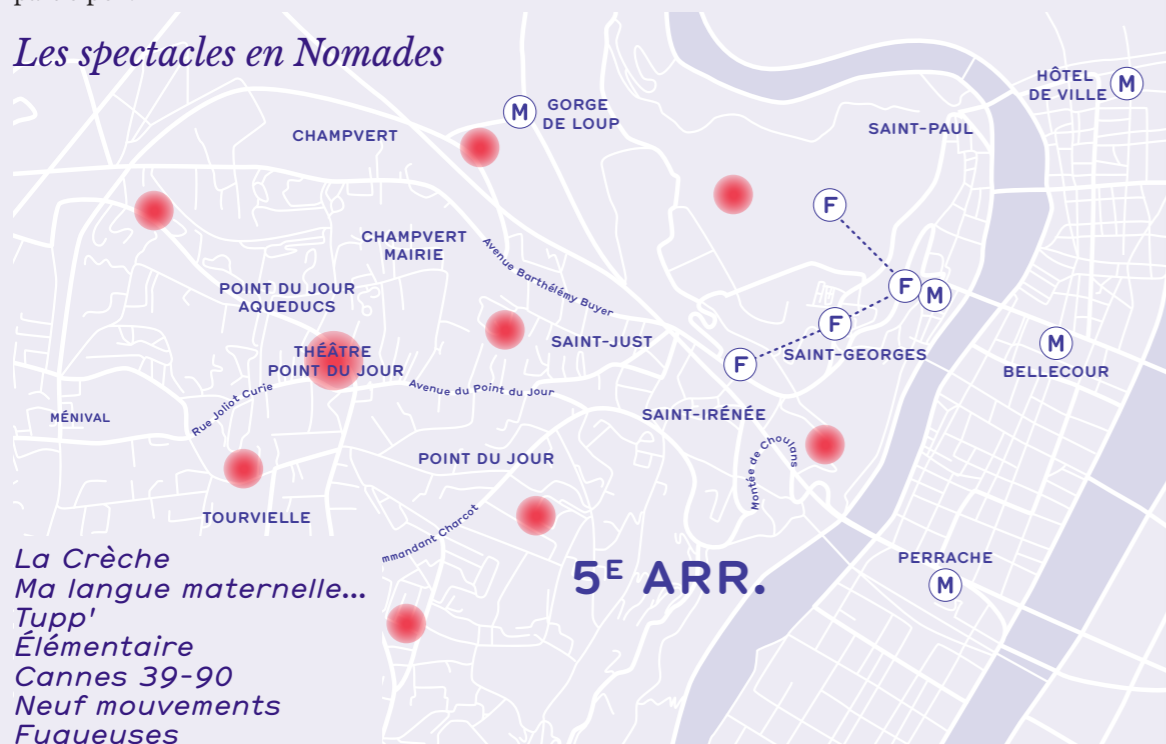 Les spectacles en Nomades
HÔTEL
DE VILLE
M
M
GORGE
DE LOUP
CHAMPVERT
SAINT-PAUL
F
CHAMPVERT
MAIRIE
Avenue Barthélémy Buyer
POINT DU JOUR
AQUEDUCS
F
M
F
SAINT-JUST
THÉÂTRE
POINT DU JOUR
SAINT-GEORGES
F
M
BELLECOUR
Rue Joliot Curie
Avenue du Point du Jour
MÉNIVAL
SAINT-IRÉNÉE
Montée de Choulans
POINT DU JOUR
TOURVIELLE
mmandant Charcot
5E ARR.
PERRACHE
M
La Crèche
Ma langue maternelle...
Tupp'
Élémentaire
Cannes 39-90
Neuf mouvements
Fugueuses